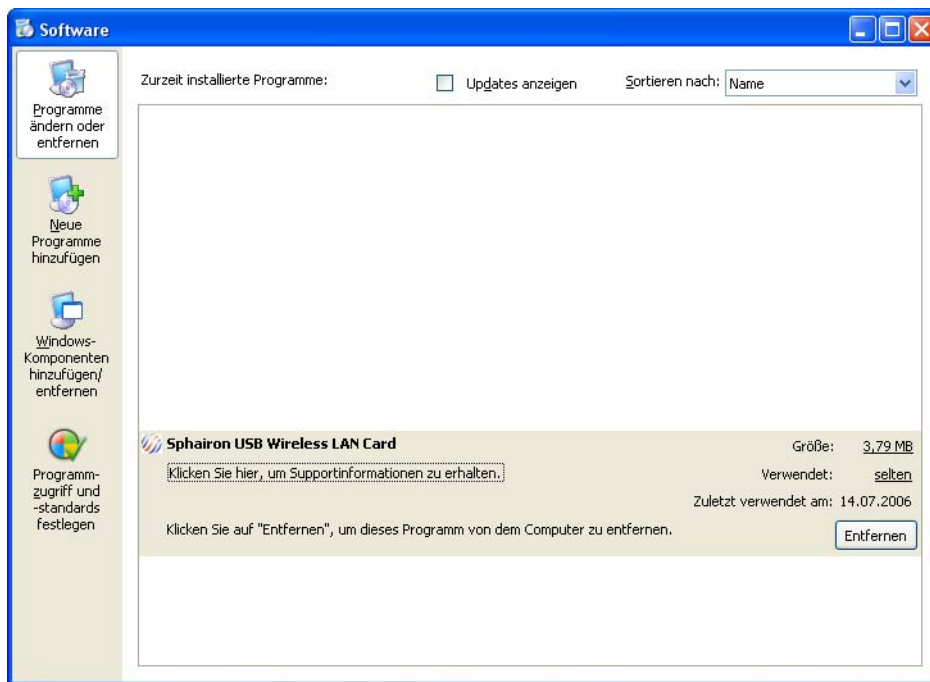 Software
Programme
ändern oder
entfernen
Neue
Programme
hinzufügen
Windows-
Komponenten
hinzufügen/
entfernen
Programm-
zugriff und
-standards
festlegen
Zurzeit installierte Programme:
Updates anzeigen
Sortieren nach: Name
Sphairon USB Wireless LAN Card
Größe: 3,79 MB
Klicken Sie hier, um Supportinformationen zu erhalten.
Verwendet: selten
Zuletzt verwendet am: 14.07.2006
Klicken Sie auf "Entfernen", um dieses Programm von dem Computer zu entfernen.
Entfernen